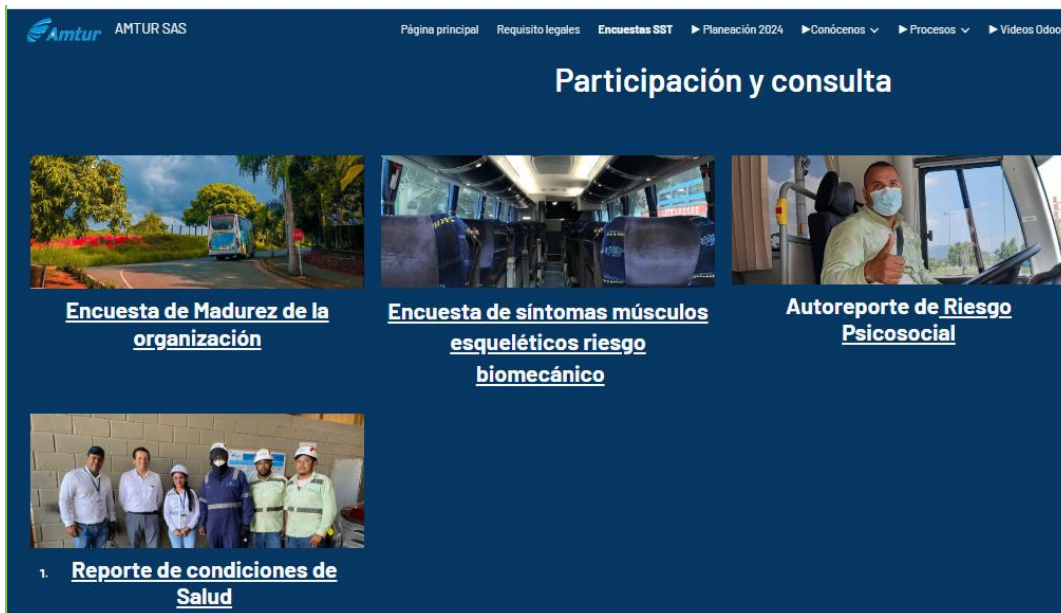 Amtur AMTUR SAS
Página principal Requisito legales Encuestas SST ▶ Planeación 2024 ▶Conócenos ▶ Procesos ▶ Videos Odoo
Participación y consulta
Encuesta de Madurez de la
organización
Encuesta de síntomas músculos
esqueléticos riesgo
biomecánico
Autoreporte de Riesgo
Psicosocial
1. Reporte de condiciones de
Salud